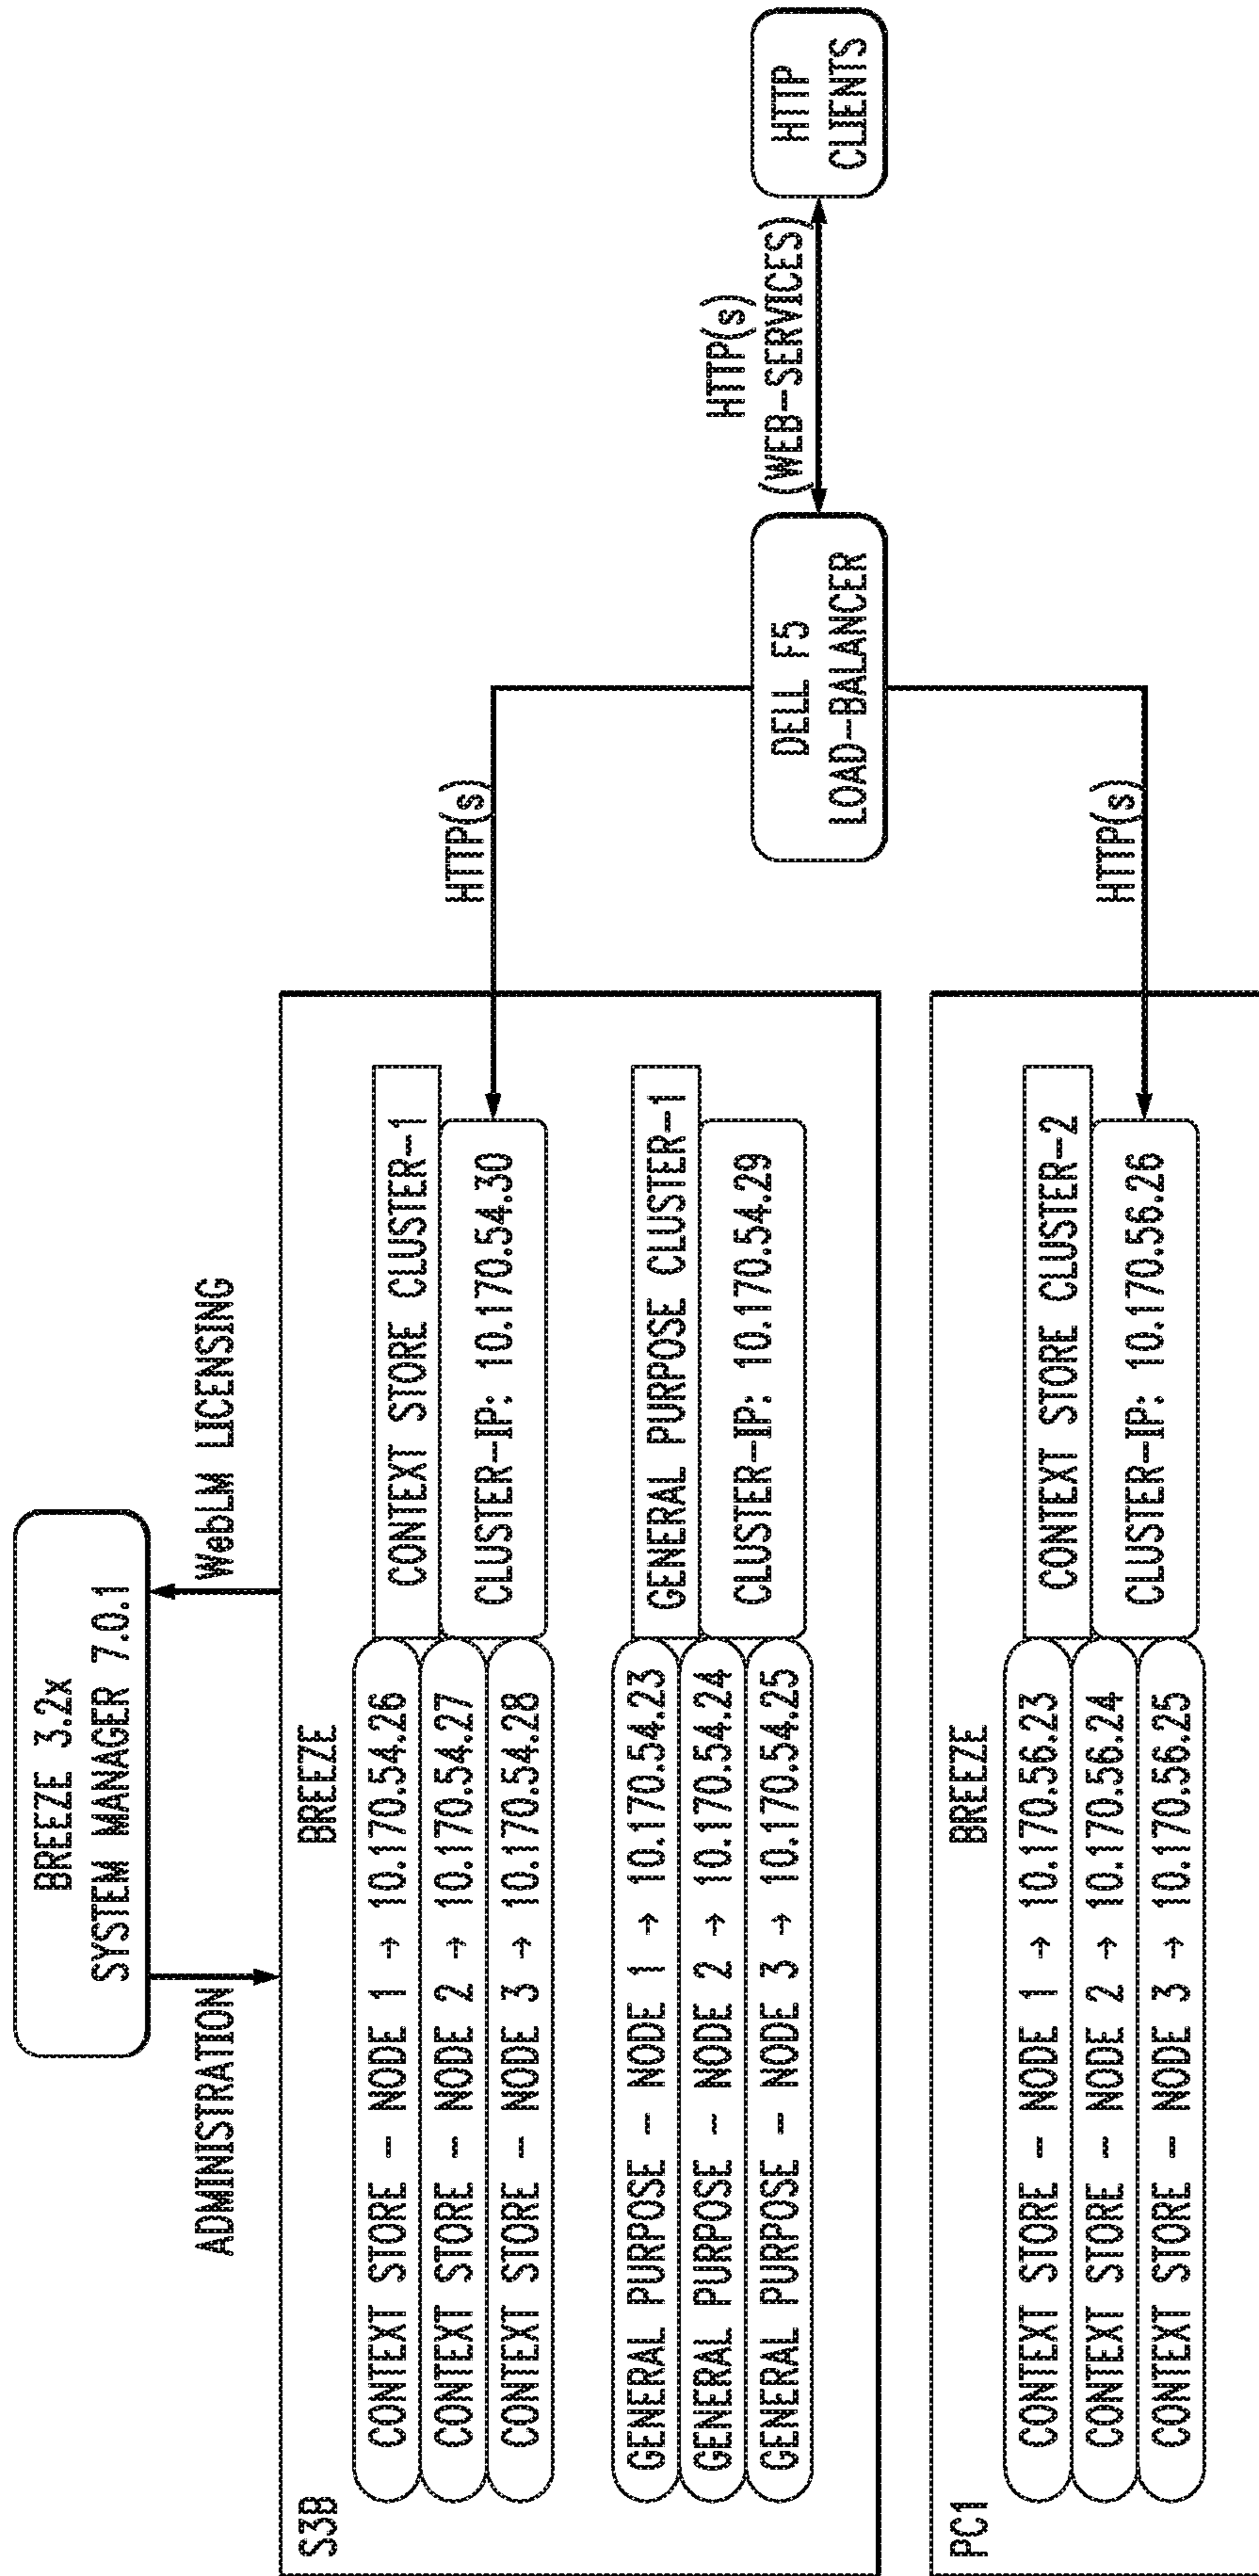 BREEZE 3.2x
SYSTEM MANAGER 7.0.1
ADMINISTRATION
WebLM LICENSING
S3B
BREEZE
CONTEXT STORE – NODE 1 → 10.170.54.26
CONTEXT STORE – NODE 2 → 10.170.54.27
CONTEXT STORE – NODE 3 → 10.170.54.28
CONTEXT STORE CLUSTER–1
CLUSTER–IP: 10.170.54.30
GENERAL PURPOSE – NODE 1 → 10.170.54.23
GENERAL PURPOSE – NODE 2 → 10.170.54.24
GENERAL PURPOSE – NODE 3 → 10.170.54.25
GENERAL PURPOSE CLUSTER–1
CLUSTER–IP: 10.170.54.29
HTTP(s)
DELL F5
LOAD–BALANCER
HTTP(s)
(WEB–SERVICES)
HTTP
CLIENTS
PC1
BREEZE
CONTEXT STORE – NODE 1 → 10.170.56.23
CONTEXT STORE – NODE 2 → 10.170.56.24
CONTEXT STORE – NODE 3 → 10.170.56.25
CONTEXT STORE CLUSTER–2
CLUSTER–IP: 10.170.56.26
HTTP(s)